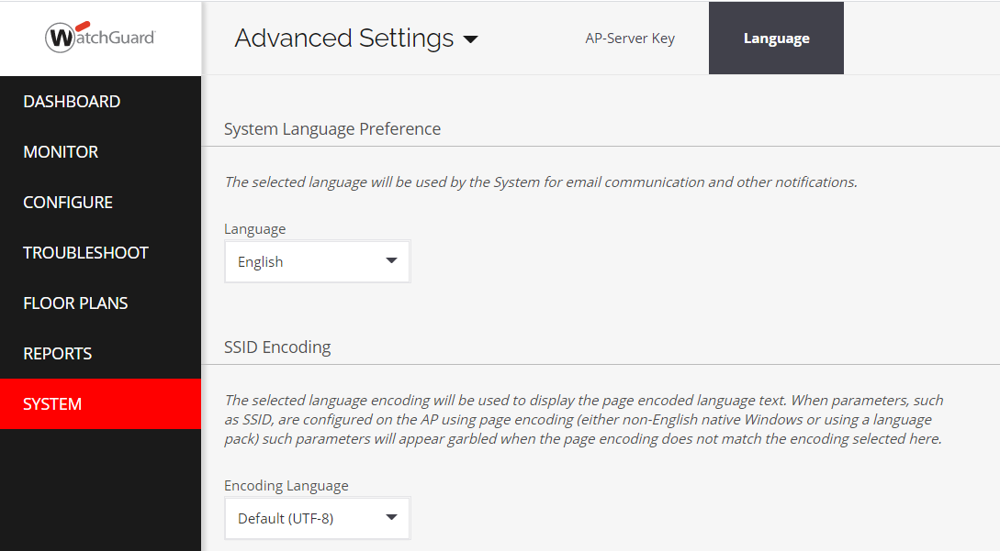 WatchGuard
Advanced Settings
AP-Server Key
Language
DASHBOARD
MONITOR
CONFIGURE
TROUBLESHOOT
FLOOR PLANS
REPORTS
SYSTEM
System Language Preference
The selected language will be used by the System for email communication and other notifications.
Language
English
SSID Encoding
The selected language encoding will be used to display the page encoded language text. When parameters, such
as SSID, are configured on the AP using page encoding (either non-English native Windows or using a language
pack) such parameters will appear garbled when the page encoding does not match the encoding selected here.
Encoding Language
Default (UTF-8)